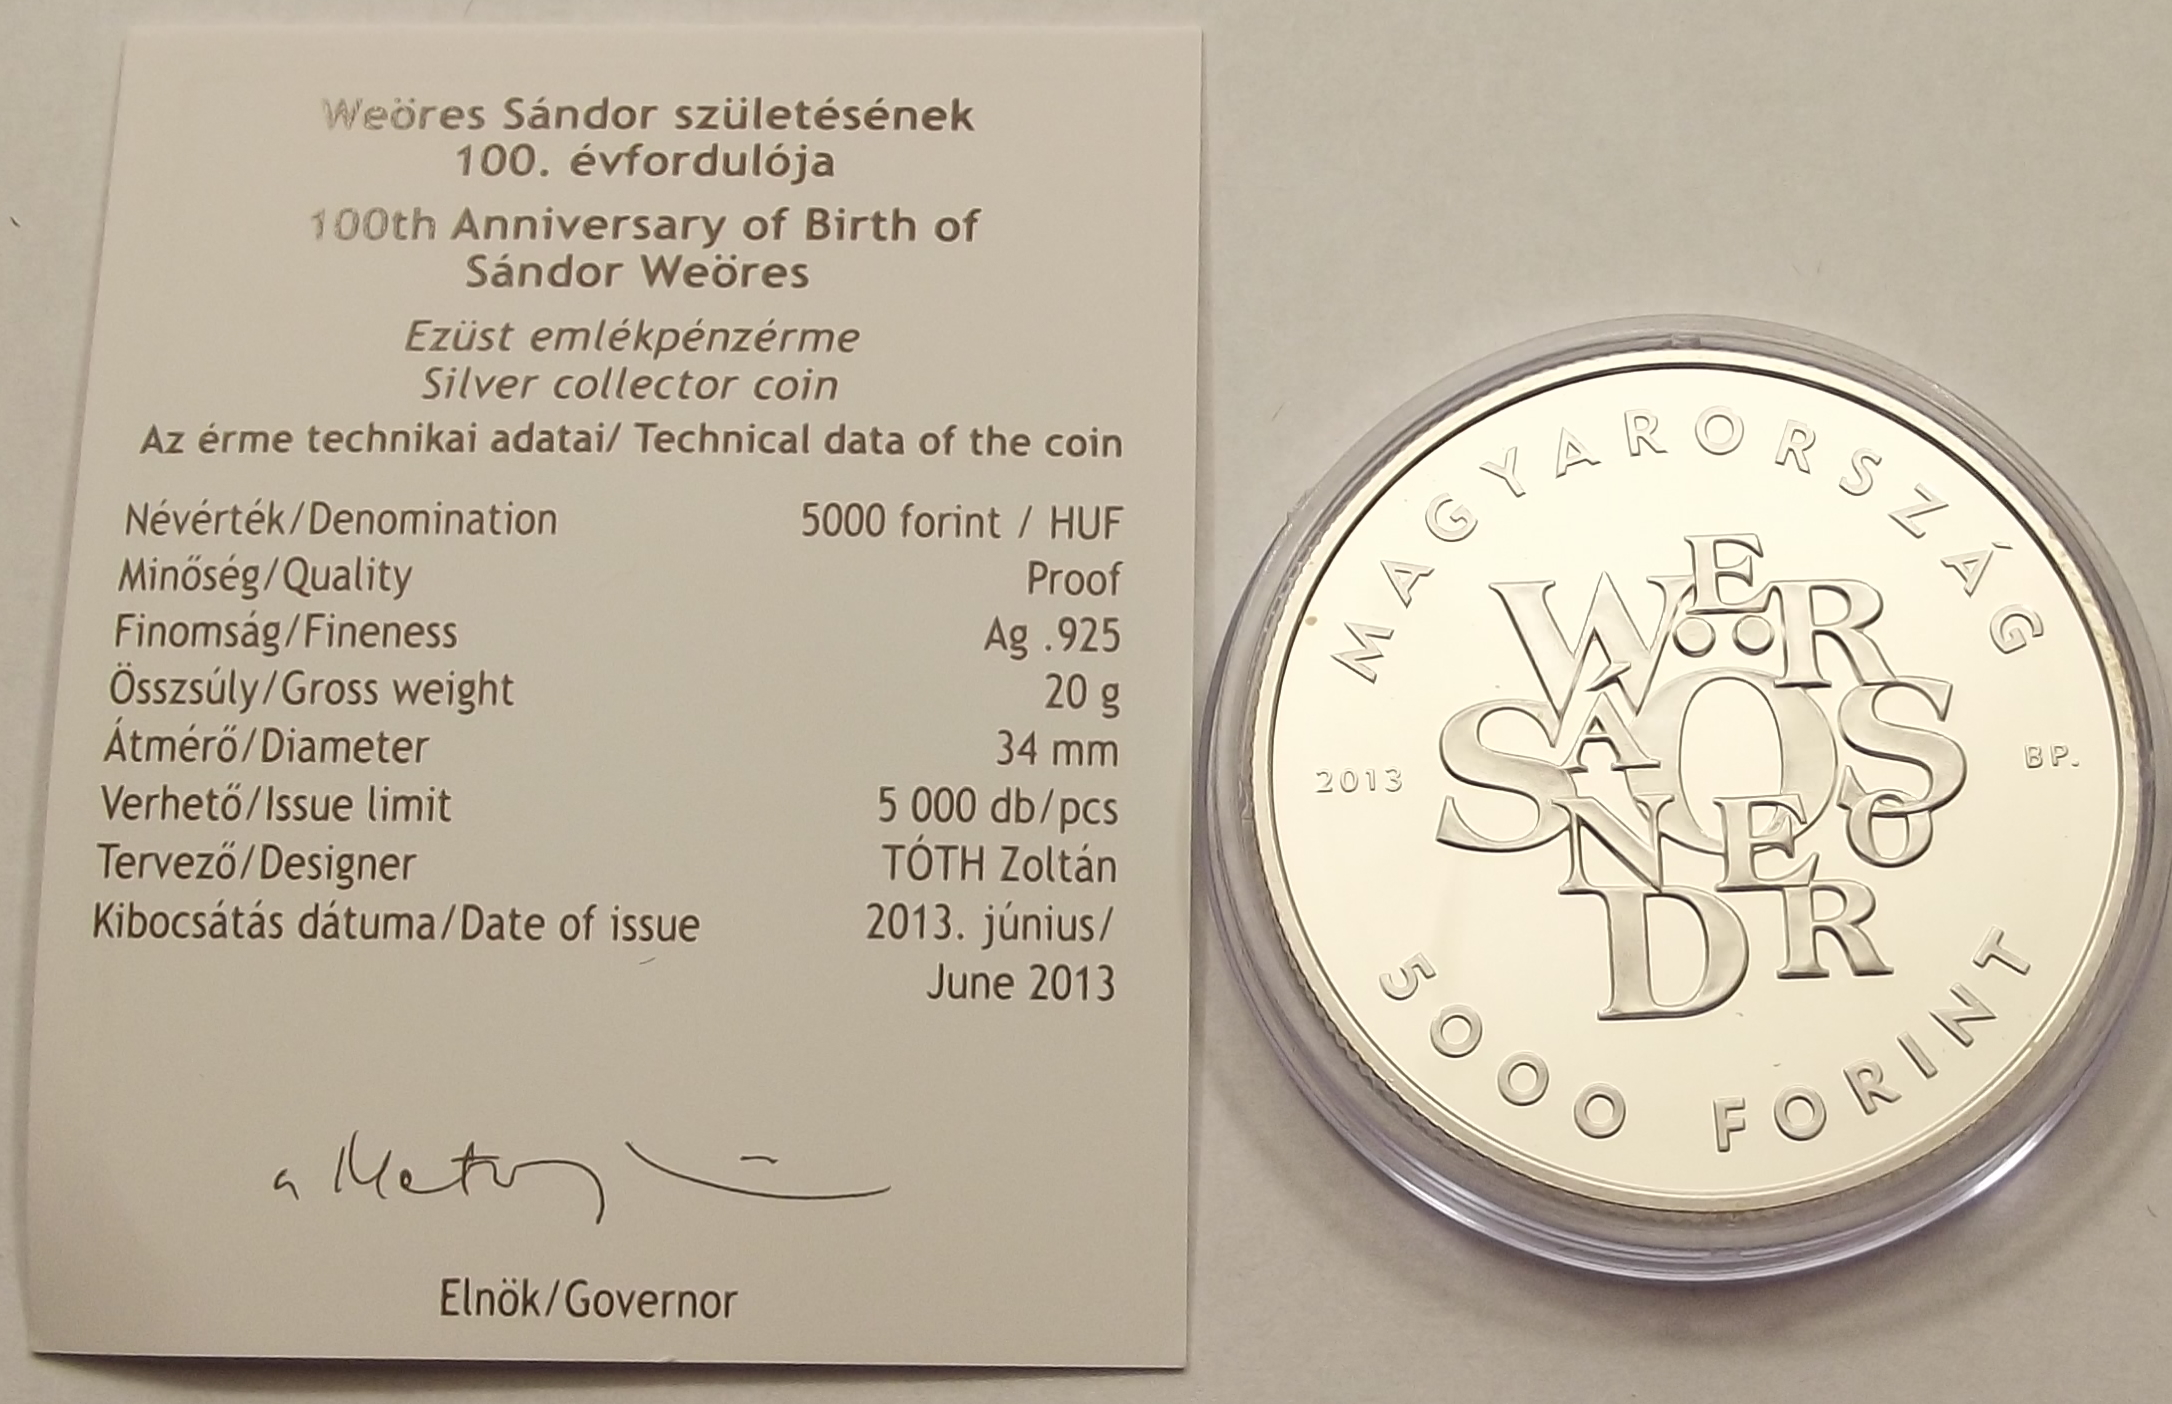 Weöres Sándor születésének
100. évfordulója
100th Anniversary of Birth of
Sándor Weöres
Ezüst emlékpénzérme
Silver collector coin
Az érme technikai adatai/ Technical data of the coin
Névérték/Denomination 5000 forint / HUF
Minőség/Quality Proof
Finomság/Fineness Ag .925
Összsúly/Gross weight 20 g
Átmérő/Diameter 34 mm
Verhető/Issue limit 5 000 db/pcs
Tervező/Designer TÓTH Zoltán
Kibocsátás dátuma/Date of issue 2013. június/
June 2013
Elnök/Governor
MAGYARORSZÁG
WEÖRES
SÁNDOR
2013
BP.
5000 FORINT